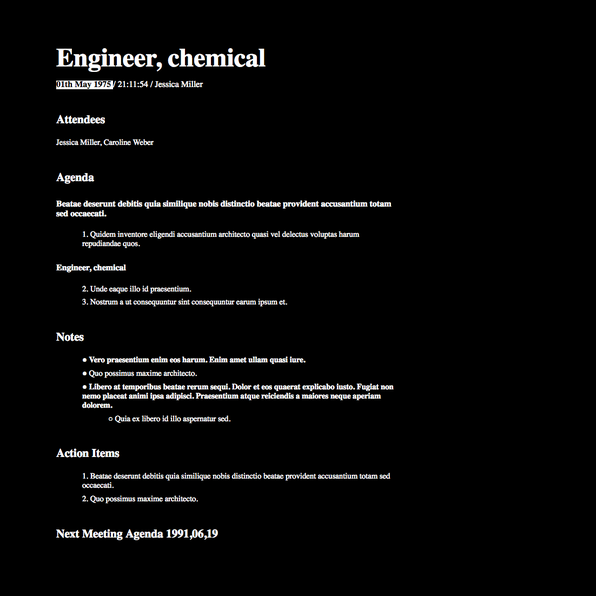 Engineer, chemical
01th May 1975 / 21:11:54 / Jessica Miller
Attendees
Jessica Miller, Caroline Weber
Agenda
Beatae deserunt debitis quia similique nobis distinctio beatae provident accusantium totam
sed occaecati.
1. Quidem inventore eligendi accusantium architecto quasi vel delectus voluptas harum
repudiandae quos.
Engineer, chemical
2. Unde eaque illo id praesentium.
3. Nostrum a ut consequuntur sint consequuntur earum ipsum et.
Notes
● Vero praesentium enim eos harum. Enim amet ullam quasi iure.
● Quo possimus maxime architecto.
● Libero at temporibus beatae rerum sequi. Dolor et eos quaerat explicabo iusto. Fugiat non
nemo placeat animi ipsa adipisci. Praesentium atque reiciendis a maiores neque aperiam
dolorem.
○ Quia ex libero id illo aspernatur sed.
Action Items
1. Beatae deserunt debitis quia similique nobis distinctio beatae provident accusantium totam sed
occaecati.
2. Quo possimus maxime architecto.
Next Meeting Agenda 1991,06,19